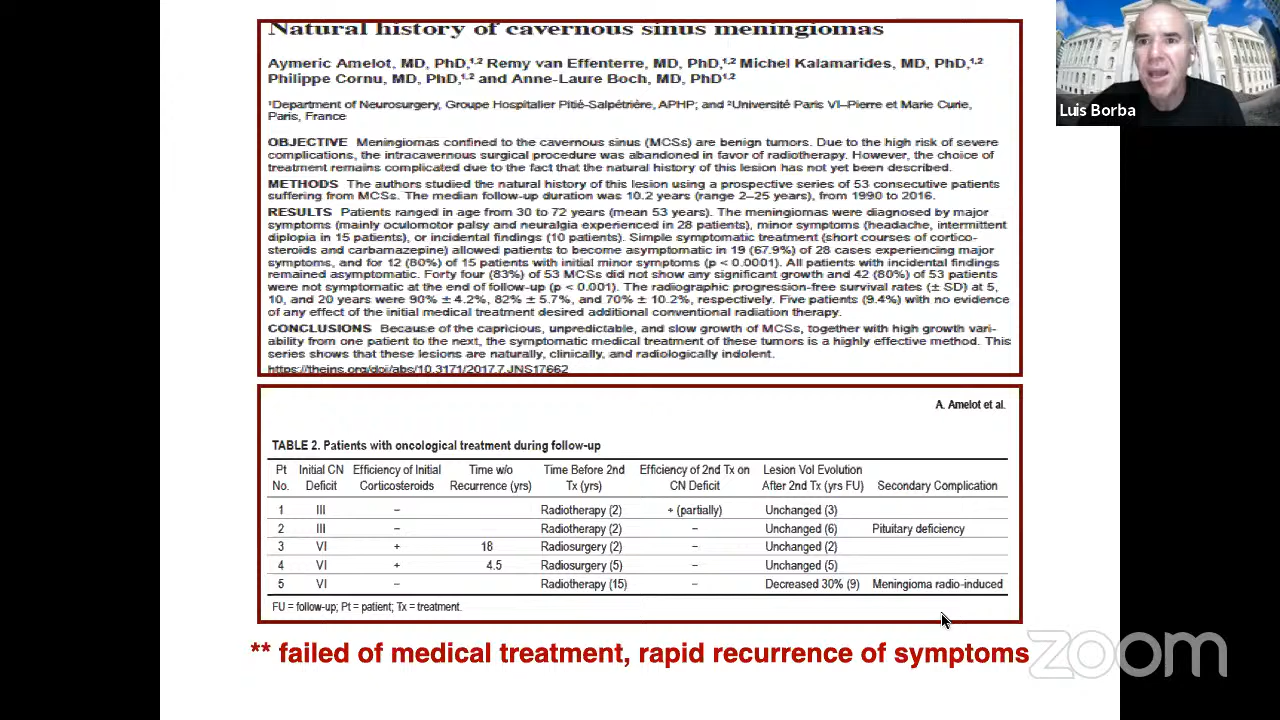 Natural history of cavernous sinus meningiomas
Aymeric Amelot, MD, PhD,¹,² Remy van Effenterre, MD, PhD,¹,² Michel Kalamarides, MD, PhD,¹,²
Philippe Cornu, MD, PhD,¹,² and Anne-Laure Boch, MD, PhD¹,²
¹Department of Neurosurgery, Groupe Hospitalier Pitié-Salpêtrière, APHP; and ²Université Paris VI–Pierre et Marie Curie,
Paris, France
OBJECTIVE Meningiomas confined to the cavernous sinus (MCSs) are benign tumors. Due to the high risk of severe
complications, the intracavernous surgical procedure was abandoned in favor of radiotherapy. However, the choice of
treatment remains complicated due to the fact that the natural history of this lesion has not yet been described.
METHODS The authors studied the natural history of this lesion using a prospective series of 53 consecutive patients
suffering from MCSs. The median follow-up duration was 10.2 years (range 2–25 years), from 1990 to 2016.
RESULTS Patients ranged in age from 30 to 72 years (mean 53 years). The meningiomas were diagnosed by major
symptoms (mainly oculomotor palsy and neuralgia experienced in 28 patients), minor symptoms (headache, intermittent
diplopia in 15 patients), or incidental findings (10 patients). Simple symptomatic treatment (short courses of cortico-
steroids and carbamazepine) allowed patients to become asymptomatic in 19 (67.9%) of 28 cases experiencing major
symptoms, and for 12 (80%) of 15 patients with initial minor symptoms (p < 0.0001). All patients with incidental findings
remained asymptomatic. Forty four (83%) of 53 MCSs did not show any significant growth and 42 (80%) of 53 patients
were not symptomatic at the end of follow-up (p < 0.001). The radiographic progression-free survival rates (± SD) at 5,
10, and 20 years were 90% ± 4.2%, 82% ± 5.7%, and 70% ± 10.2%, respectively. Five patients (9.4%) with no evidence
of any effect of the initial medical treatment desired additional conventional radiation therapy.
CONCLUSIONS Because of the capricious, unpredictable, and slow growth of MCSs, together with high growth vari-
ability from one patient to the next, the symptomatic medical treatment of these tumors is a highly effective method. This
series shows that these lesions are naturally, clinically, and radiologically indolent.
https://thejns.org/doi/abs/10.3171/2017.7.JNS17662
A. Amelot et al.
TABLE 2. Patients with oncological treatment during follow-up
Pt Initial CN Efficiency of Initial Time w/o Time Before 2nd Efficiency of 2nd Tx on Lesion Vol Evolution
No. Deficit Corticosteroids Recurrence (yrs) Tx (yrs) CN Deficit After 2nd Tx (yrs FU) Secondary Complication
1 III − Radiotherapy (2) + (partially) Unchanged (3)
2 III − Radiotherapy (2) − Unchanged (6) Pituitary deficiency
3 VI + 18 Radiosurgery (2) − Unchanged (2)
4 VI + 4.5 Radiosurgery (5) − Unchanged (5)
5 VI − Radiotherapy (15) − Decreased 30% (9) Meningioma radio-induced
FU = follow-up; Pt = patient; Tx = treatment.
** failed of medical treatment, rapid recurrence of symptoms
Luis Borba
zoom